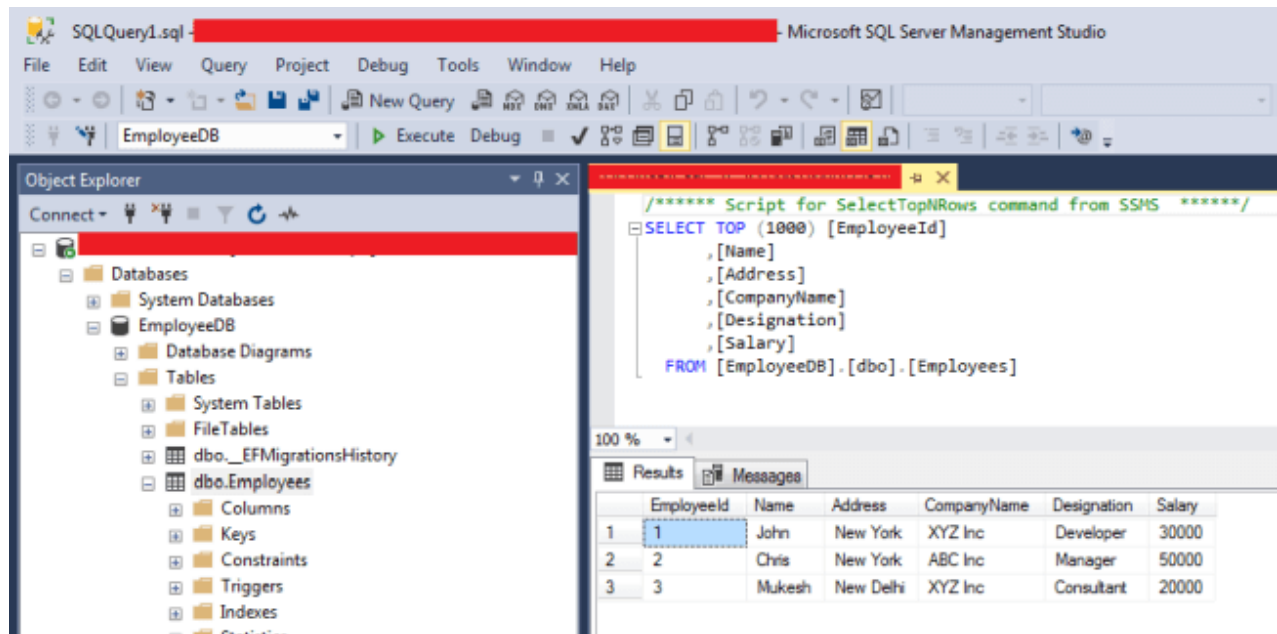 SQLQuery1.sql - - Microsoft SQL Server Management Studio
File Edit View Query Project Debug Tools Window Help
New Query MDX DMX XMLA DAX
EmployeeDB Execute Debug
Object Explorer
Connect
Databases
System Databases
EmployeeDB
Database Diagrams
Tables
System Tables
FileTables
dbo.__EFMigrationsHistory
dbo.Employees
Columns
Keys
Constraints
Triggers
Indexes
Statistics
/****** Script for SelectTopNRows command from SSMS ******/
SELECT TOP (1000) [EmployeeId]
,[Name]
,[Address]
,[CompanyName]
,[Designation]
,[Salary]
FROM [EmployeeDB].[dbo].[Employees]
100 %
Results Messages
EmployeeId Name Address CompanyName Designation Salary
1 1 John New York XYZ Inc Developer 30000
2 2 Chris New York ABC Inc Manager 50000
3 3 Mukesh New Delhi XYZ Inc Consultant 20000